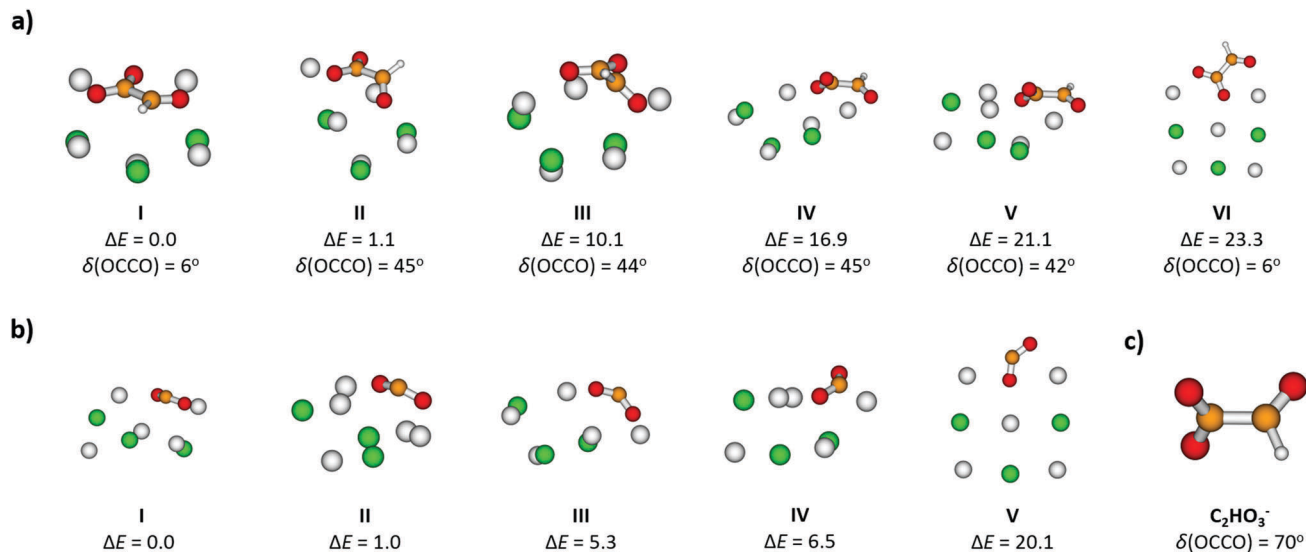 a)
I
ΔE = 0.0
δ(OCCO) = 6°
II
ΔE = 1.1
δ(OCCO) = 45°
III
ΔE = 10.1
δ(OCCO) = 44°
IV
ΔE = 16.9
δ(OCCO) = 45°
V
ΔE = 21.1
δ(OCCO) = 42°
VI
ΔE = 23.3
δ(OCCO) = 6°
b)
I
ΔE = 0.0
II
ΔE = 1.0
III
ΔE = 5.3
IV
ΔE = 6.5
V
ΔE = 20.1
c)
C₂HO₃⁻
δ(OCCO) = 70°